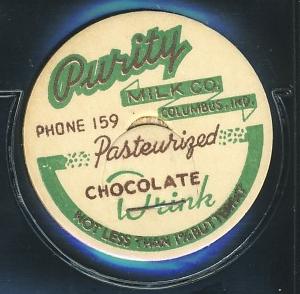 Purity
MILK CO.
COLUMBUS, IND.
PHONE 159
Pasteurized
CHOCOLATE
Drink
NOT LESS THAN 1% BUTTERFAT